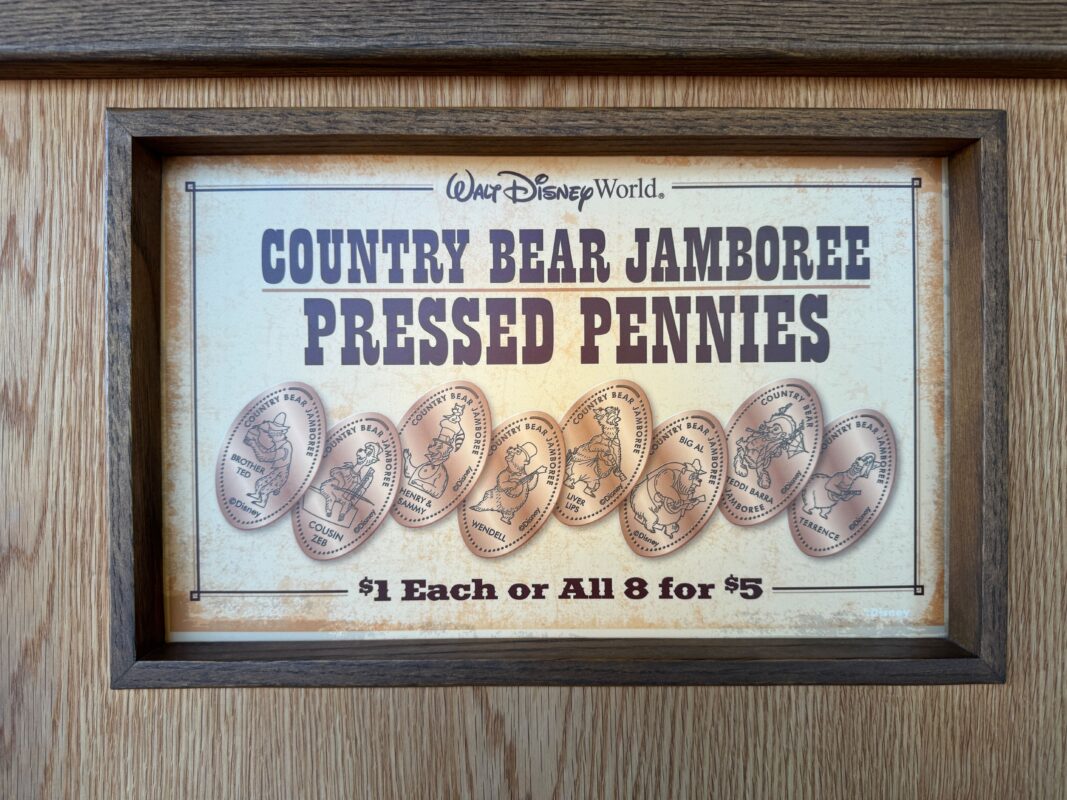 Walt Disney World®
COUNTRY BEAR JAMBOREE
PRESSED PENNIES
COUNTRY BEAR JAMBOREE
BROTHER
TED
©Disney
COUNTRY BEAR JAMBOREE
COUSIN
ZEB
©Disney
COUNTRY BEAR JAMBOREE
HENRY &
SAMMY
©Disney
COUNTRY BEAR JAMBOREE
WENDELL
©Disney
COUNTRY BEAR JAMBOREE
LIVER
LIPS
©Disney
COUNTRY BEAR JAMBOREE
BIG AL
©Disney
COUNTRY BEAR
TEDDI BARRA
JAMBOREE
©Disney
COUNTRY BEAR JAMBOREE
TERRENCE
©Disney
$1 Each or All 8 for $5
©Disney